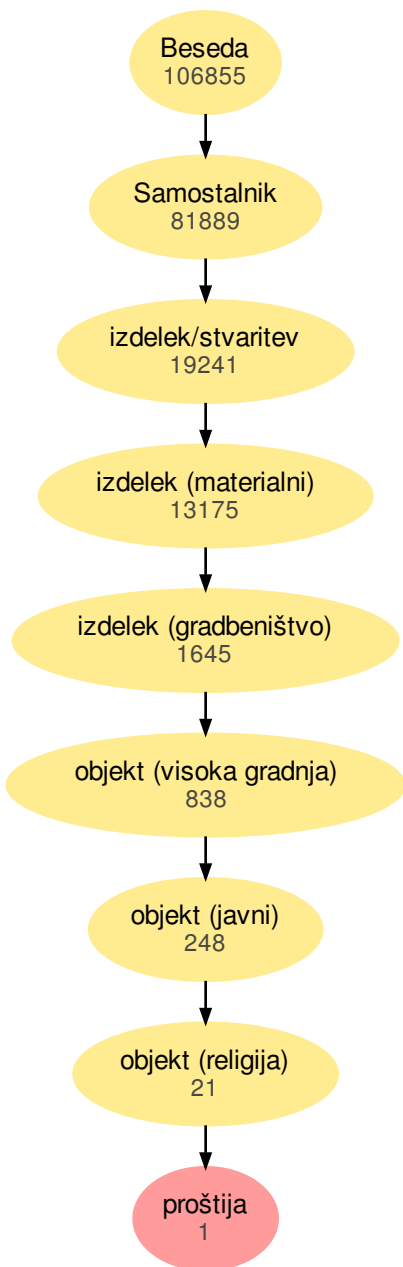 Beseda
106855
Samostalnik
81889
izdelek/stvaritev
19241
izdelek (materialni)
13175
izdelek (gradbeništvo)
1645
objekt (visoka gradnja)
838
objekt (javni)
248
objekt (religija)
21
proštija
1